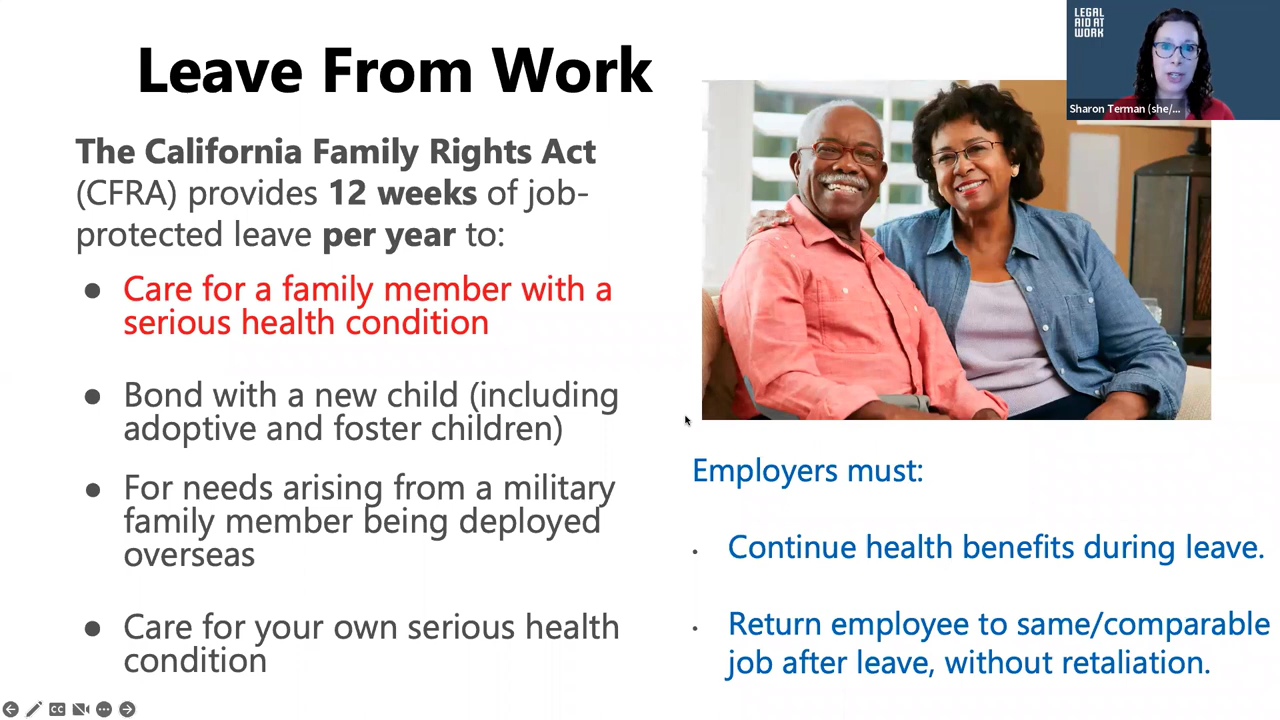 Leave From Work
The California Family Rights Act
(CFRA) provides 12 weeks of job-
protected leave per year to:
● Care for a family member with a
serious health condition
● Bond with a new child (including
adoptive and foster children)
● For needs arising from a military
family member being deployed
overseas
● Care for your own serious health
condition
LEGAL
AID AT
WORK
Sharon Terman (she/...
Employers must:
• Continue health benefits during leave.
• Return employee to same/comparable
job after leave, without retaliation.
CC